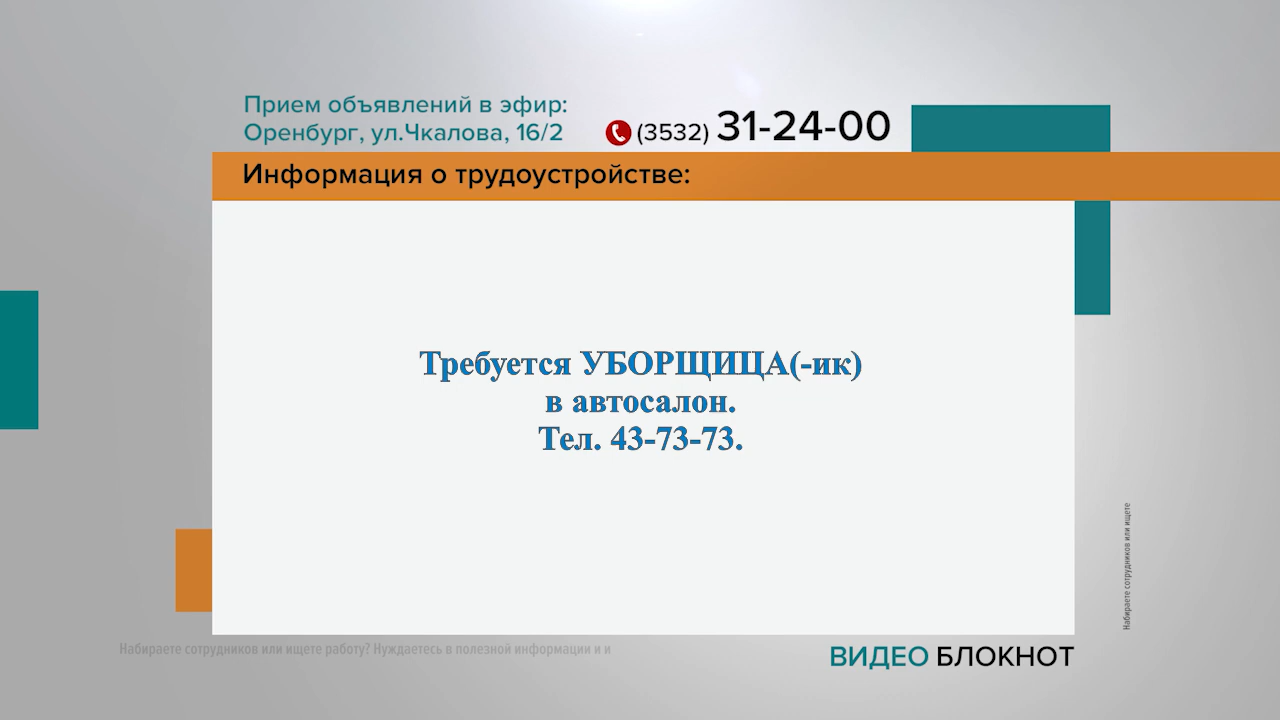 Прием объявлений в эфир:
Оренбург, ул.Чкалова, 16/2
(3532) 31-24-00
Информация о трудоустройстве:
Требуется УБОРЩИЦА(-ик)
в автосалон.
Тел. 43-73-73.
Набираете сотрудников или ищете
Набираете сотрудников или ищете работу? Нуждаетесь в полезной информации и и
ВИДЕО БЛОКНОТ